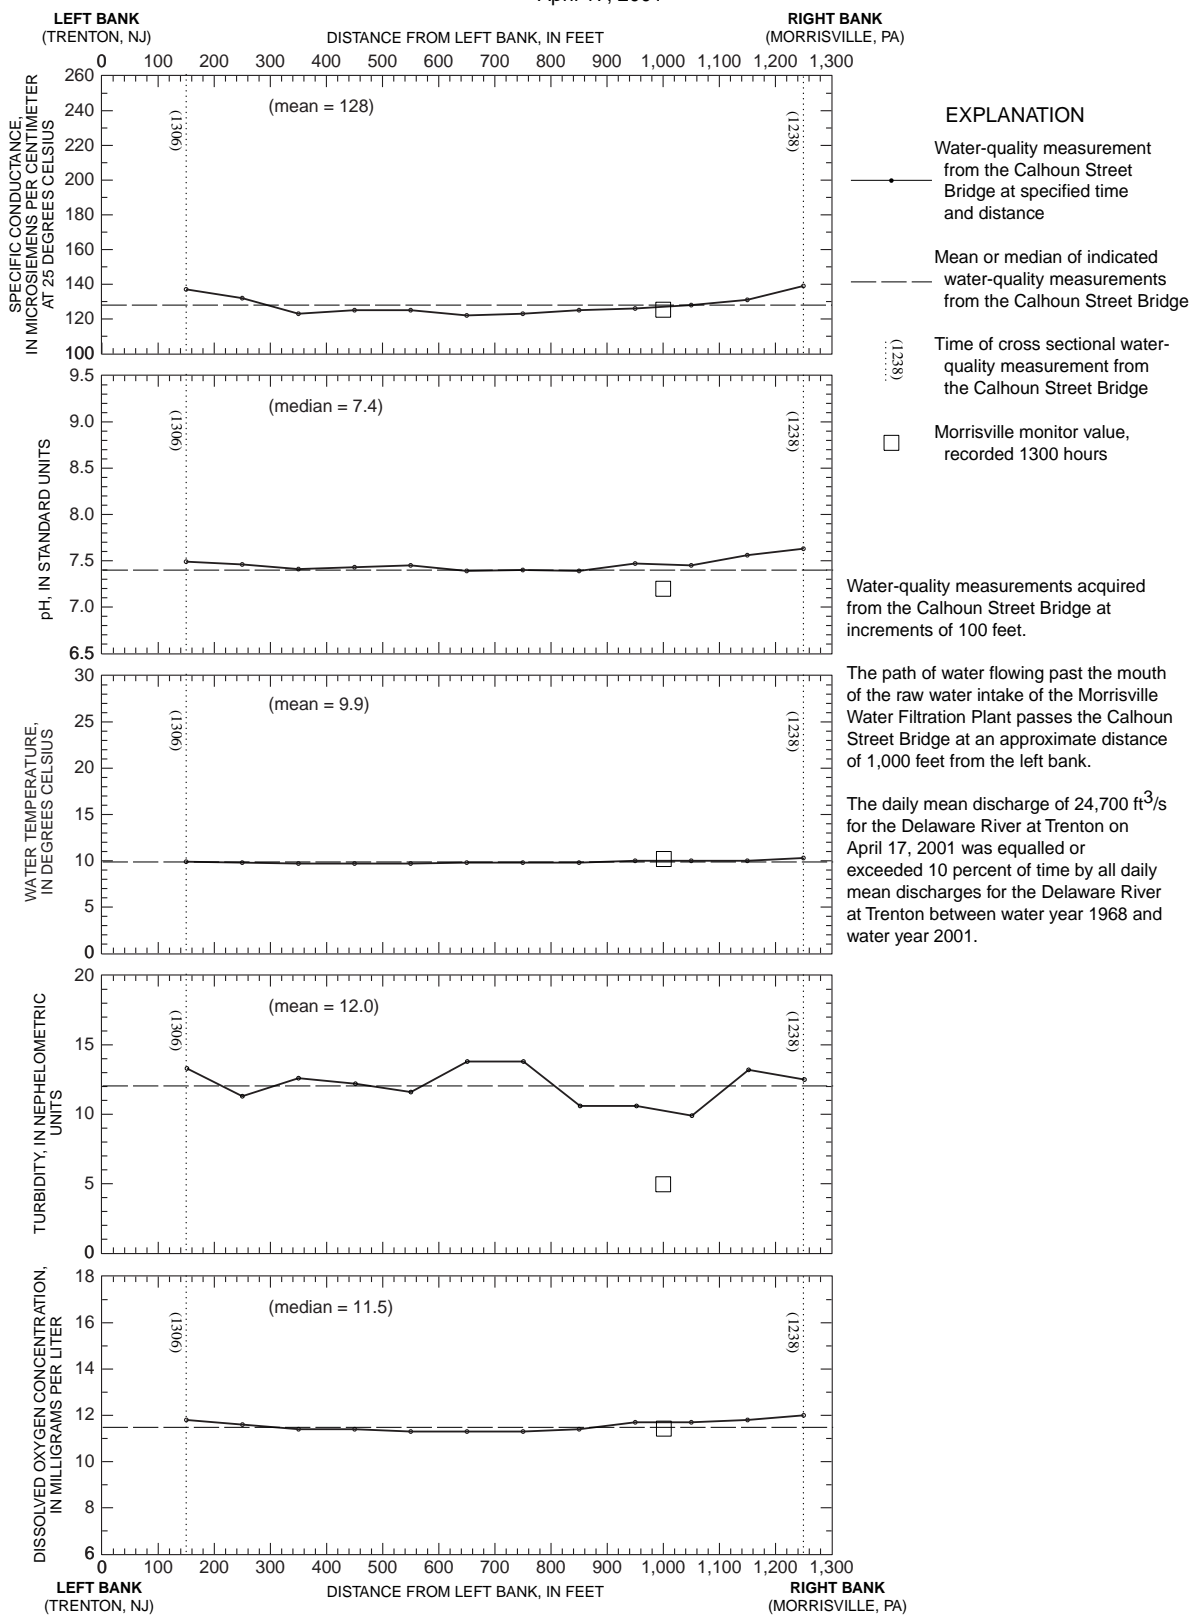 LEFT BANK
(TRENTON, NJ)
DISTANCE FROM LEFT BANK, IN FEET
RIGHT BANK
(MORRISVILLE, PA)
0 100 200 300 400 500 600 700 800 900 1,000 1,100 1,200 1,300
SPECIFIC CONDUCTANCE,
IN MICROSIEMENS PER CENTIMETER
AT 25 DEGREES CELSIUS
260
240
220
200
180
160
140
120
100
(1306)
(mean = 128)
(1238)
pH, IN STANDARD UNITS
9.5
9.0
8.5
8.0
7.5
7.0
6.5
(1306)
(median = 7.4)
(1238)
WATER TEMPERATURE,
IN DEGREES CELSIUS
30
25
20
15
10
5
0
(1306)
(mean = 9.9)
(1238)
TURBIDITY, IN NEPHELOMETRIC
UNITS
20
15
10
5
0
(1306)
(mean = 12.0)
(1238)
DISSOLVED OXYGEN CONCENTRATION,
IN MILLIGRAMS PER LITER
18
16
14
12
10
8
6
(1306)
(median = 11.5)
(1238)
0 100 200 300 400 500 600 700 800 900 1,000 1,100 1,200 1,300
LEFT BANK
(TRENTON, NJ)
DISTANCE FROM LEFT BANK, IN FEET
RIGHT BANK
(MORRISVILLE, PA)
EXPLANATION
Water-quality measurement
from the Calhoun Street
Bridge at specified time
and distance
Mean or median of indicated
water-quality measurements
from the Calhoun Street Bridge
(1238)
Time of cross sectional water-
quality measurement from
the Calhoun Street Bridge
Morrisville monitor value,
recorded 1300 hours
Water-quality measurements acquired
from the Calhoun Street Bridge at
increments of 100 feet.
The path of water flowing past the mouth
of the raw water intake of the Morrisville
Water Filtration Plant passes the Calhoun
Street Bridge at an approximate distance
of 1,000 feet from the left bank.
The daily mean discharge of 24,700 ft3/s
for the Delaware River at Trenton on
April 17, 2001 was equalled or
exceeded 10 percent of time by all daily
mean discharges for the Delaware River
at Trenton between water year 1968 and
water year 2001.